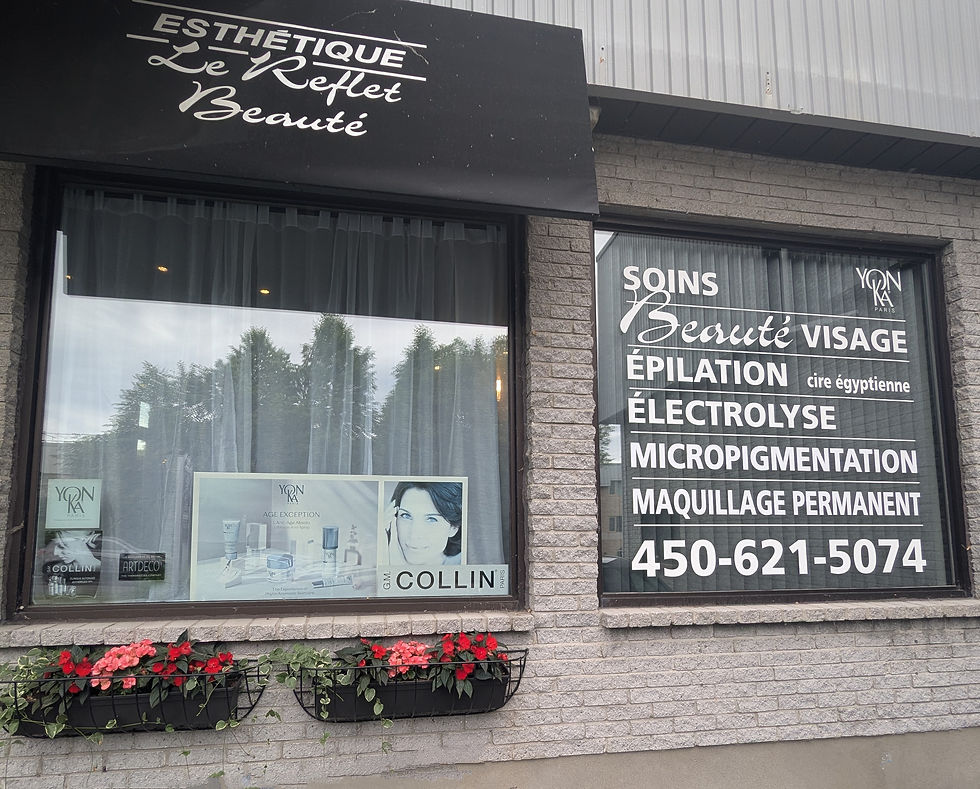 ESTHÉTIQUE
Le Reflet
Beauté
SOINS
Beauté VISAGE
ÉPILATION cire égyptienne
ÉLECTROLYSE
MICROPIGMENTATION
MAQUILLAGE PERMANENT
450-621-5074
YON
KA
PARIS
YON
KA
PARIS
YON
KA
AGE EXCEPTION
G.M. COLLIN PARIS
COLLIN
ARTDECO